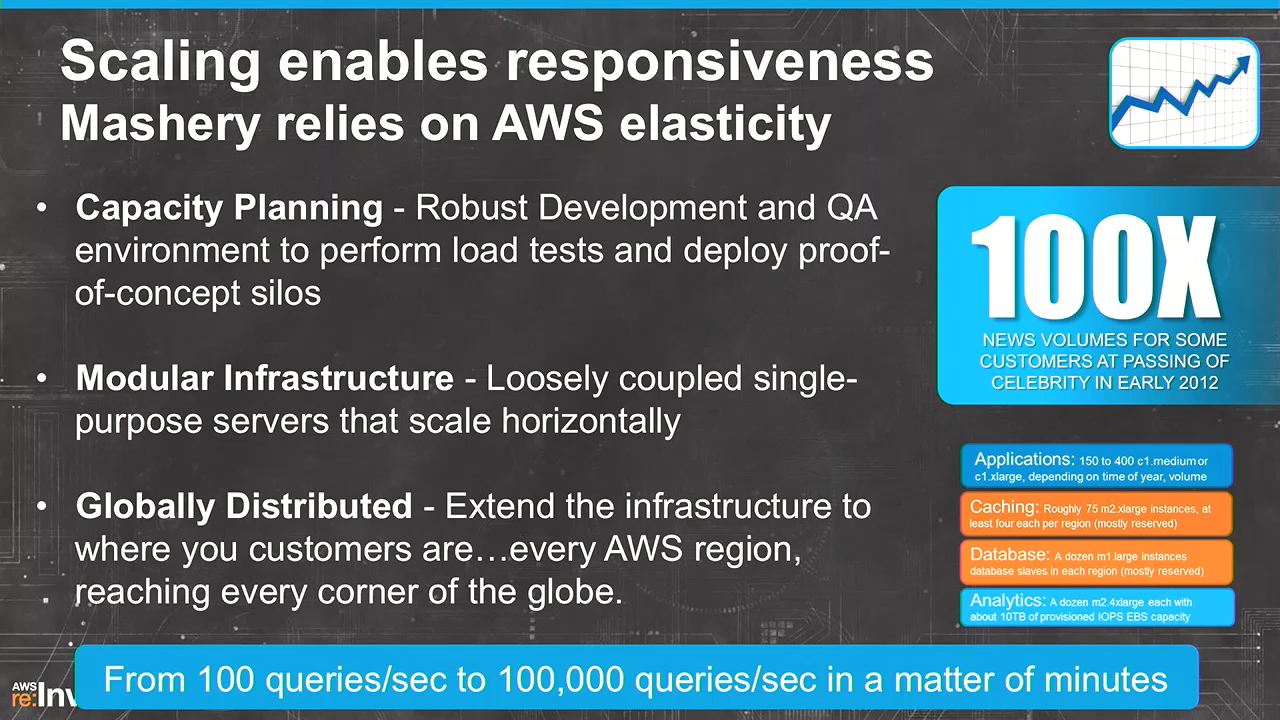 Scaling enables responsiveness
Mashery relies on AWS elasticity
• Capacity Planning - Robust Development and QA
environment to perform load tests and deploy proof-
of-concept silos
• Modular Infrastructure - Loosely coupled single-
purpose servers that scale horizontally
• Globally Distributed - Extend the infrastructure to
where you customers are…every AWS region,
reaching every corner of the globe.
100X
NEWS VOLUMES FOR SOME
CUSTOMERS AT PASSING OF
CELEBRITY IN EARLY 2012
Applications: 150 to 400 c1.medium or
c1.xlarge, depending on time of year, volume
Caching: Roughly 75 m2.xlarge instances, at
least four each per region (mostly reserved)
Database: A dozen m1.large instances
database slaves in each region (mostly reserved)
Analytics: A dozen m2.4xlarge each with
about 10TB of provisioned IOPS EBS capacity
From 100 queries/sec to 100,000 queries/sec in a matter of minutes
AWS
re:Inv